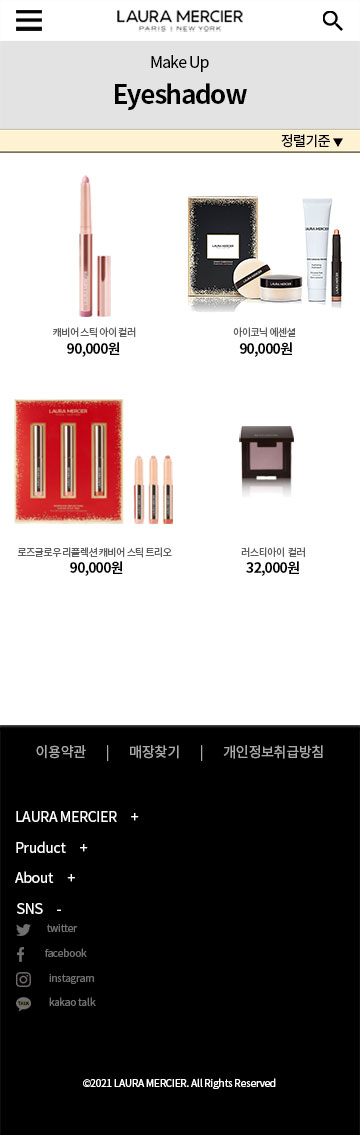 LAURA MERCIER
PARIS | NEW YORK
Make Up
Eyeshadow
정렬기준 ▼
캐비어 스틱 아이 컬러
90,000원
LAURA MERCIER
아이코닉 에센셜
90,000원
LAURA MERCIER
로즈글로우 리플렉션 캐비어 스틱 트리오
90,000원
러스티아이 컬러
32,000원
이용약관 | 매장찾기 | 개인정보취급방침
LAURA MERCIER +
Pruduct +
About +
SNS -
twitter
facebook
instagram
TALK kakao talk
©2021 LAURA MERCIER. All Rights Reserved